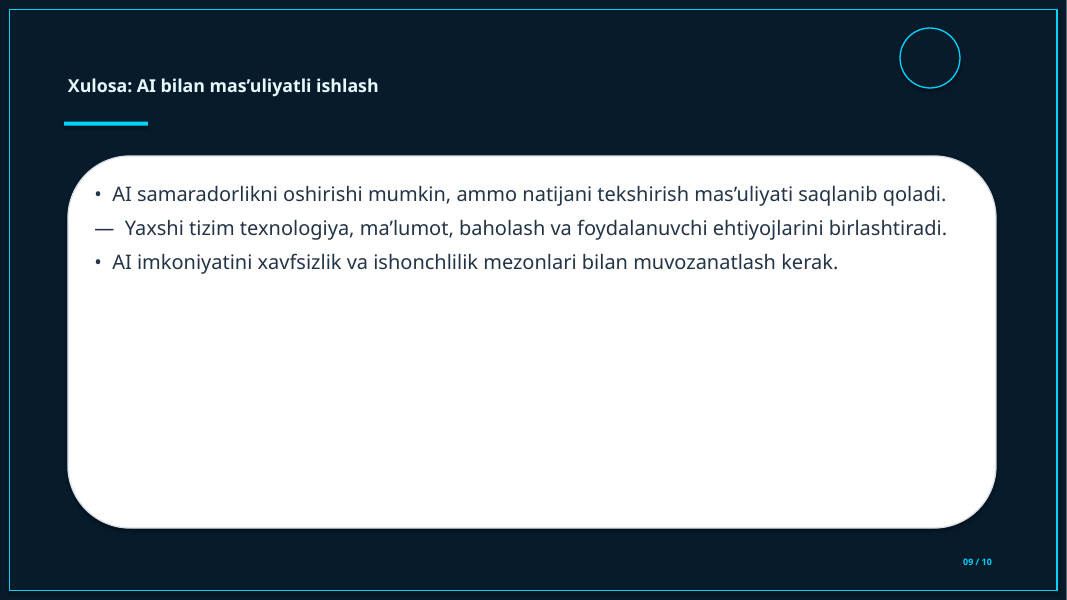 Xulosa: AI bilan mas’uliyatli ishlash
• AI samaradorlikni oshirishi mumkin, ammo natijani tekshirish mas’uliyati saqlanib qoladi.
— Yaxshi tizim texnologiya, ma’lumot, baholash va foydalanuvchi ehtiyojlarini birlashtiradi.
• AI imkoniyatini xavfsizlik va ishonchlilik mezonlari bilan muvozanatlash kerak.
09 / 10